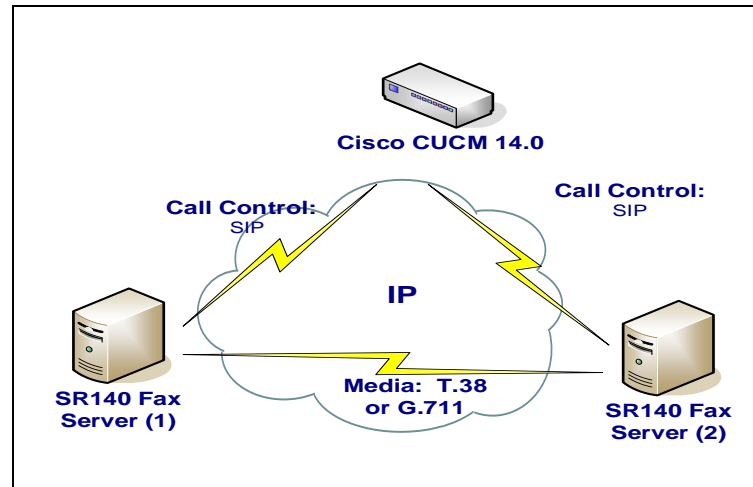 Cisco CUCM 14.0
Call Control:
SIP
Call Control:
SIP
IP
Media: T.38
or G.711
SR140 Fax
Server (1)
SR140 Fax
Server (2)